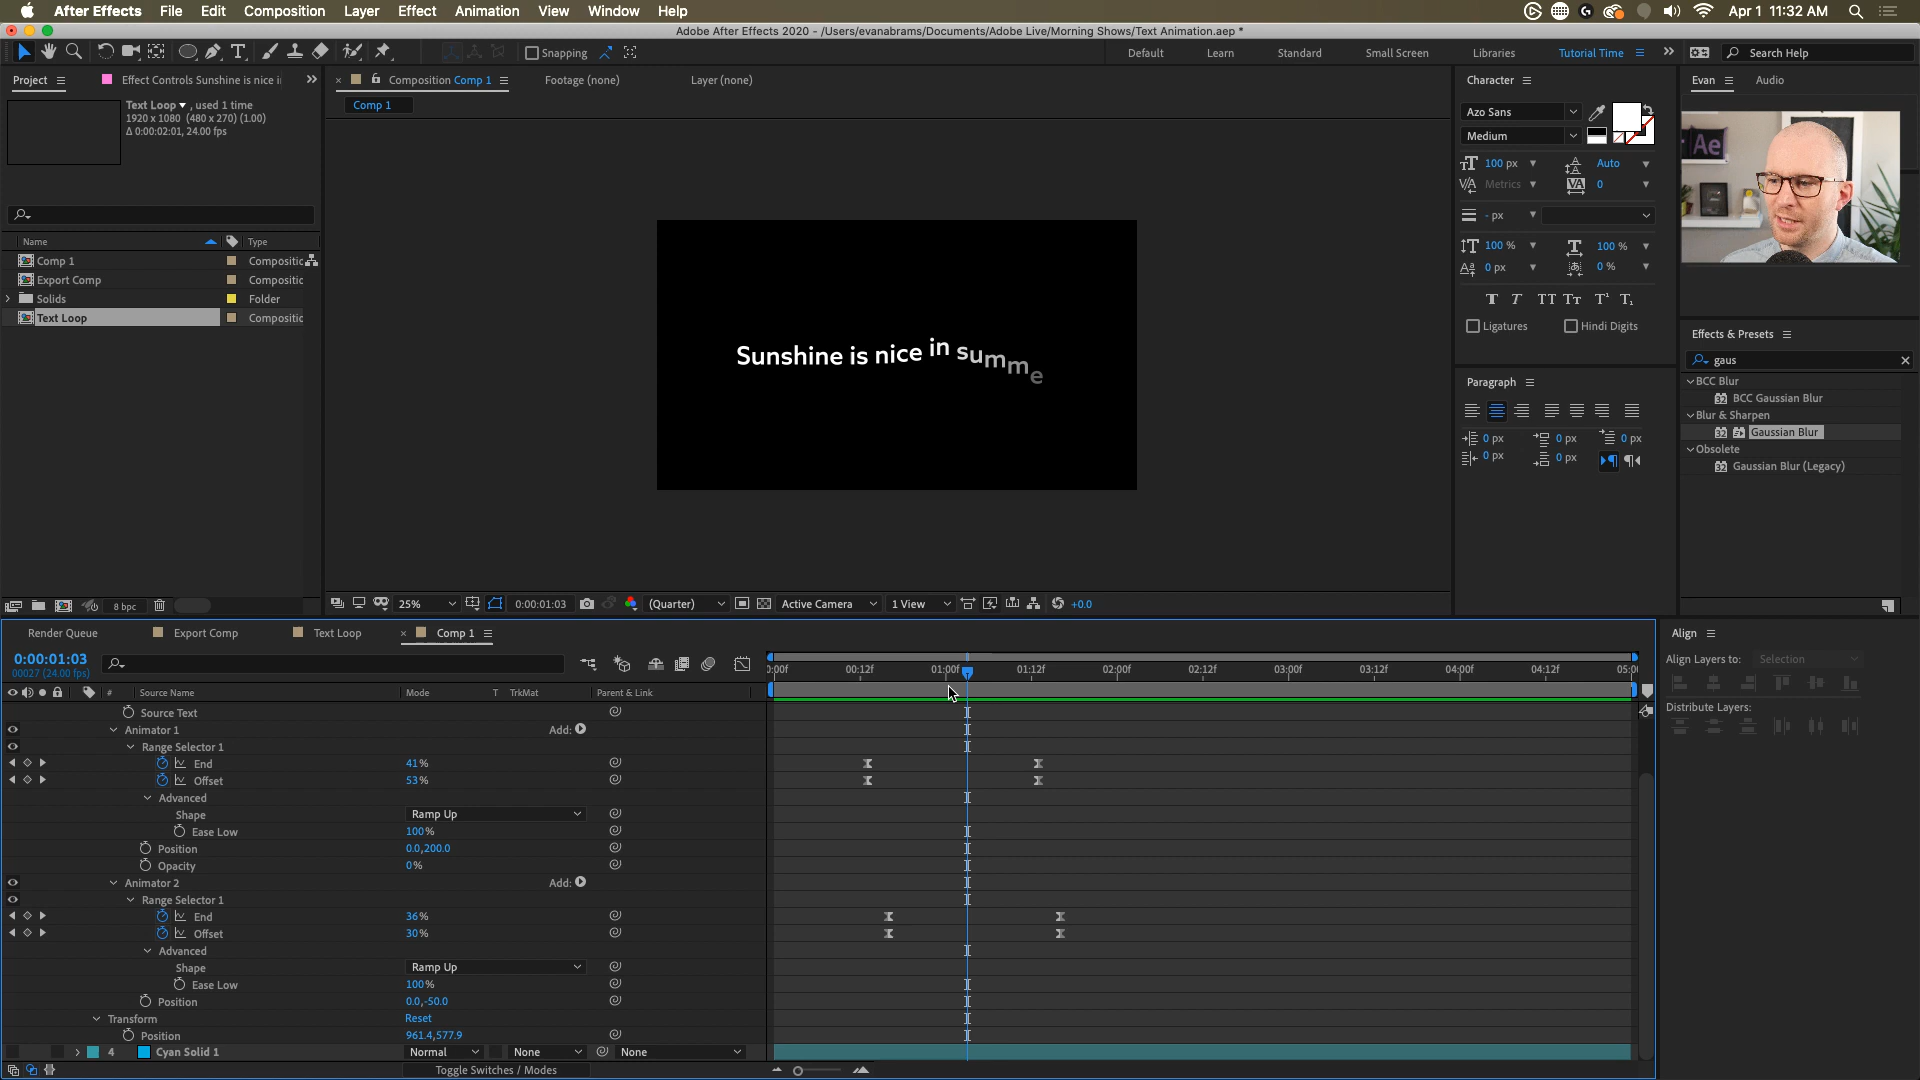 After Effects File Edit Composition Layer Effect Animation View Window Help Apr 1 11:32 AM
Adobe After Effects 2020 - /Users/evanabrams/Documents/Adobe Live/Morning Shows/Text Animation.aep *
Snapping Default Learn Standard Small Screen Libraries Tutorial Time Search Help
Project Effect Controls Sunshine is nice i Composition Comp 1 Footage (none) Layer (none) Character Evan Audio
Text Loop , used 1 time
1920 x 1080 (480 x 270) (1.00)
Δ 0:00:02:01, 24.00 fps
Comp 1
Azo Sans
Medium
100 px Auto
Metrics 0
- px
100 % 100 %
0 px 0 %
Ligatures Hindi Digits
Ae
Name Type
Comp 1 Compositic
Export Comp Compositic
Solids Folder
Text Loop Compositic
Sunshine is nice in summe
Effects & Presets
gaus
BCC Blur
BCC Gaussian Blur
Blur & Sharpen
Gaussian Blur
Obsolete
Gaussian Blur (Legacy)
Paragraph
0 px 0 px 0 px
0 px 0 px
8 bpc 25% 0:00:01:03 (Quarter) Active Camera 1 View +0.0
Render Queue Export Comp Text Loop Comp 1
0:00:01:03
00027 (24.00 fps)
:00f 00:12f 01:00f 01:12f 02:00f 02:12f 03:00f 03:12f 04:00f 04:12f 05:00
# Source Name Mode T TrkMat Parent & Link
Source Text
Animator 1 Add:
Range Selector 1
End 41%
Offset 53%
Advanced
Shape Ramp Up
Ease Low 100%
Position 0.0,200.0
Opacity 0%
Animator 2 Add:
Range Selector 1
End 36%
Offset 30%
Advanced
Shape Ramp Up
Ease Low 100%
Position 0.0,-50.0
Transform Reset
Position 961.4,577.9
4 Cyan Solid 1 Normal None None
Toggle Switches / Modes
Align
Align Layers to: Selection
Distribute Layers: